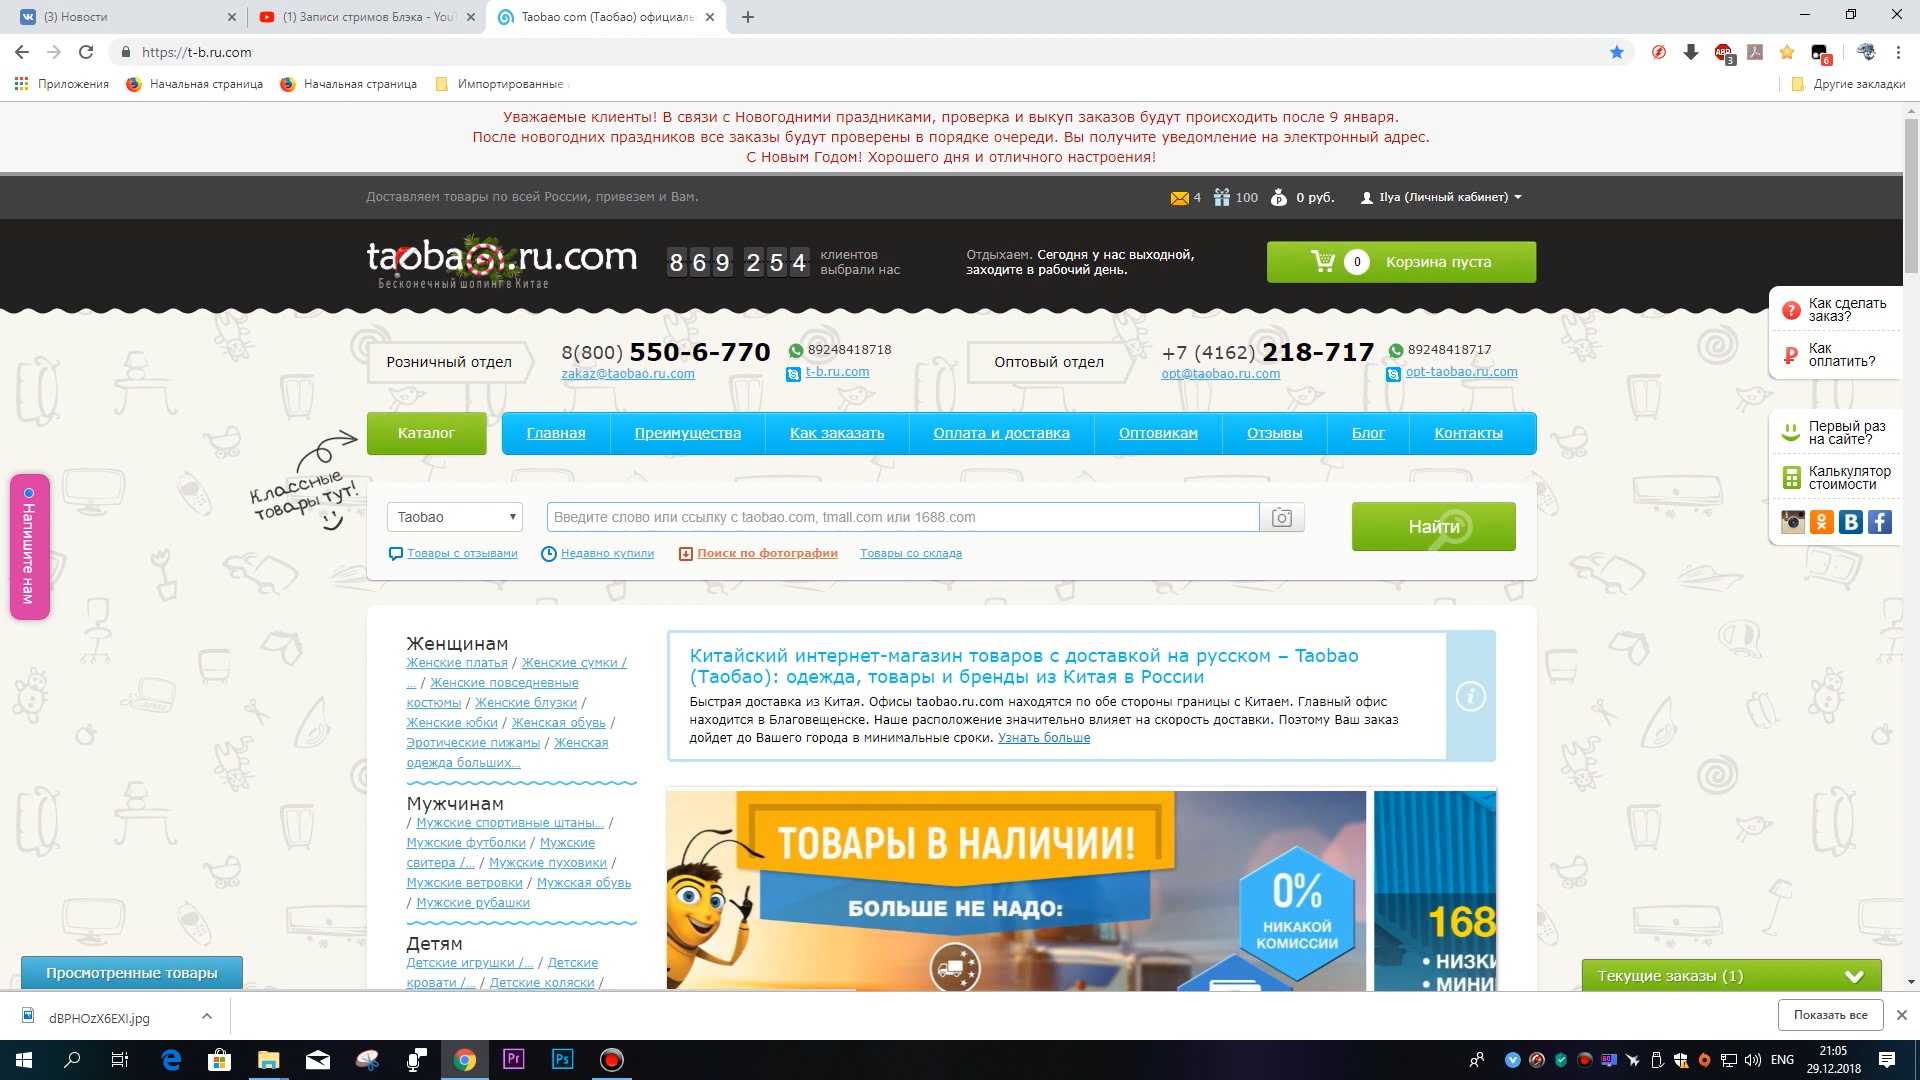 (3) Новости
(1) Записи стримов Блэка - YouT
Taobao com (Таобао) официаль
https://t-b.ru.com
Приложения
Начальная страница
Начальная страница
Импортированные
Другие закладки
Уважаемые клиенты! В связи с Новогодними праздниками, проверка и выкуп заказов будут происходить после 9 января.
После новогодних праздников все заказы будут проверены в порядке очереди. Вы получите уведомление на электронный адрес.
С Новым Годом! Хорошего дня и отличного настроения!
Доставляем товары по всей России, привезем и Вам.
4
100
0 руб.
Ilya (Личный кабинет)
taobao.ru.com
Бесконечный шопинг в Китае
869 254
клиентов
выбрали нас
Отдыхаем. Сегодня у нас выходной,
заходите в рабочий день.
0
Корзина пуста
Как сделать
заказ?
Как
оплатить?
Розничный отдел
8(800) 550-6-770
zakaz@taobao.ru.com
89248418718
t-b.ru.com
Оптовый отдел
+7 (4162) 218-717
opt@taobao.ru.com
89248418717
opt-taobao.ru.com
Каталог
Главная
Преимущества
Как заказать
Оплата и доставка
Оптовикам
Отзывы
Блог
Контакты
Первый раз
на сайте?
Калькулятор
стоимости
Классные
товары тут!
Напишите нам
Taobao
Введите слово или ссылку с taobao.com, tmall.com или 1688.com
Найти
Товары с отзывами
Недавно купили
Поиск по фотографии
Товары со склада
Женщинам
Женские платья / Женские сумки /
... / Женские повседневные
костюмы / Женские блузки /
Женские юбки / Женская обувь /
Эротические пижамы / Женская
одежда больших...
Мужчинам
/ Мужские спортивные штаны... /
Мужские футболки / Мужские
свитера /... / Мужские пуховики /
Мужские ветровки / Мужская обувь
/ Мужские рубашки
Детям
Детские игрушки /... / Детские
кровати /... / Детские коляски /
Китайский интернет-магазин товаров с доставкой на русском – Taobao
(Таобао): одежда, товары и бренды из Китая в России
Быстрая доставка из Китая. Офисы taobao.ru.com находятся по обе стороны границы с Китаем. Главный офис
находится в Благовещенске. Наше расположение значительно влияет на скорость доставки. Поэтому Ваш заказ
дойдет до Вашего города в минимальные сроки. Узнать больше
ТОВАРЫ В НАЛИЧИИ!
БОЛЬШЕ НЕ НАДО:
0%
НИКАКОЙ
КОМИССИИ
168
• НИЗКИ
• МИНИ
Просмотренные товары
Текущие заказы (1)
dBPHOzX6EXI.jpg
Показать все
ENG
21:05
29.12.2018